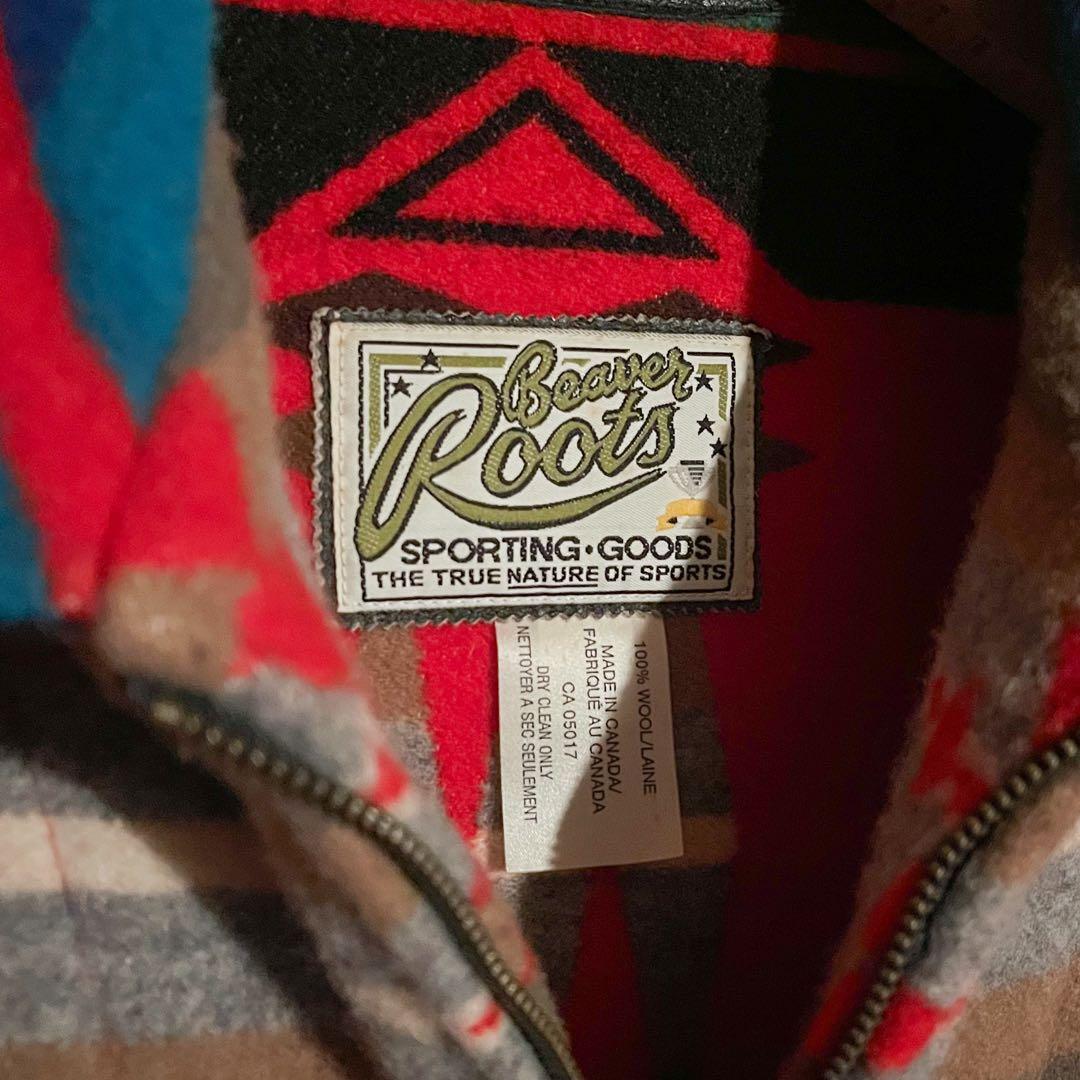 Beaver
Roots
SPORTING·GOODS
THE TRUE NATURE OF SPORTS
100% WOOL/LAINE
MADE IN CANADA/
FABRIQUÉ AU CANADA
CA 05017
DRY CLEAN ONLY
NETTOYER A SEC SEULEMENT